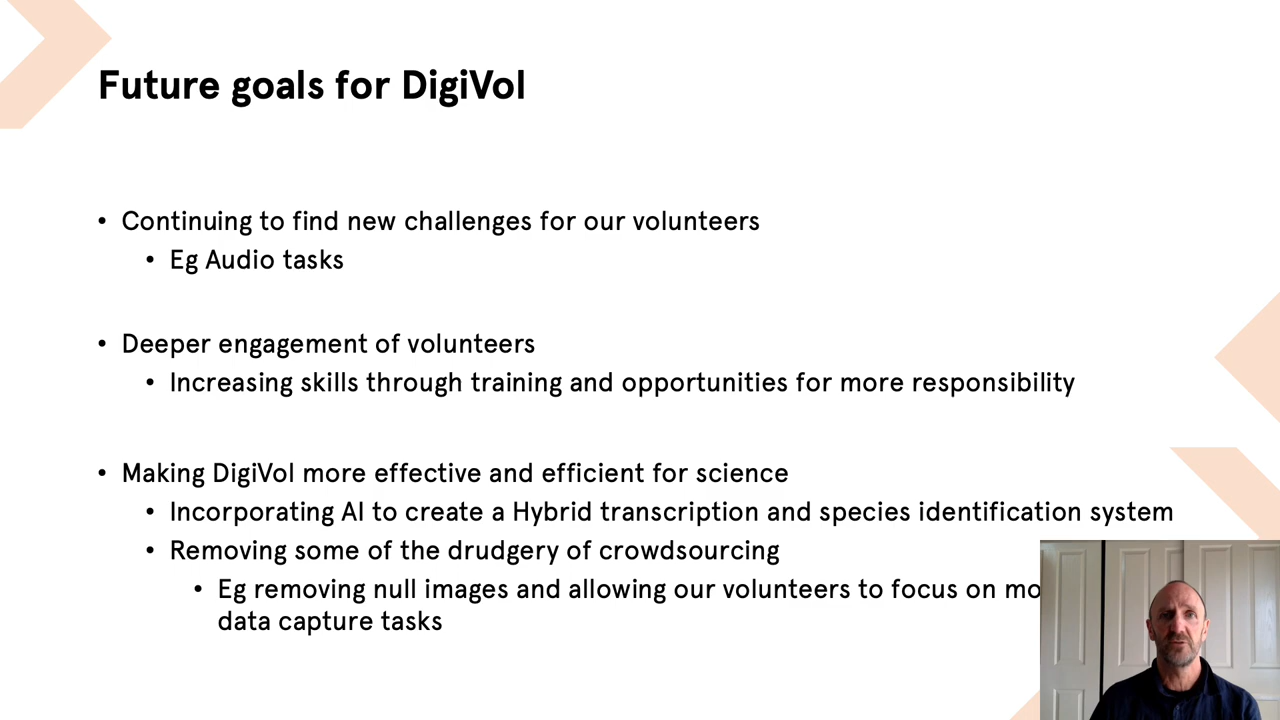 Future goals for DigiVol
• Continuing to find new challenges for our volunteers
• Eg Audio tasks
• Deeper engagement of volunteers
• Increasing skills through training and opportunities for more responsibility
• Making DigiVol more effective and efficient for science
• Incorporating AI to create a Hybrid transcription and species identification system
• Removing some of the drudgery of crowdsourcing
• Eg removing null images and allowing our volunteers to focus on
data capture tasks